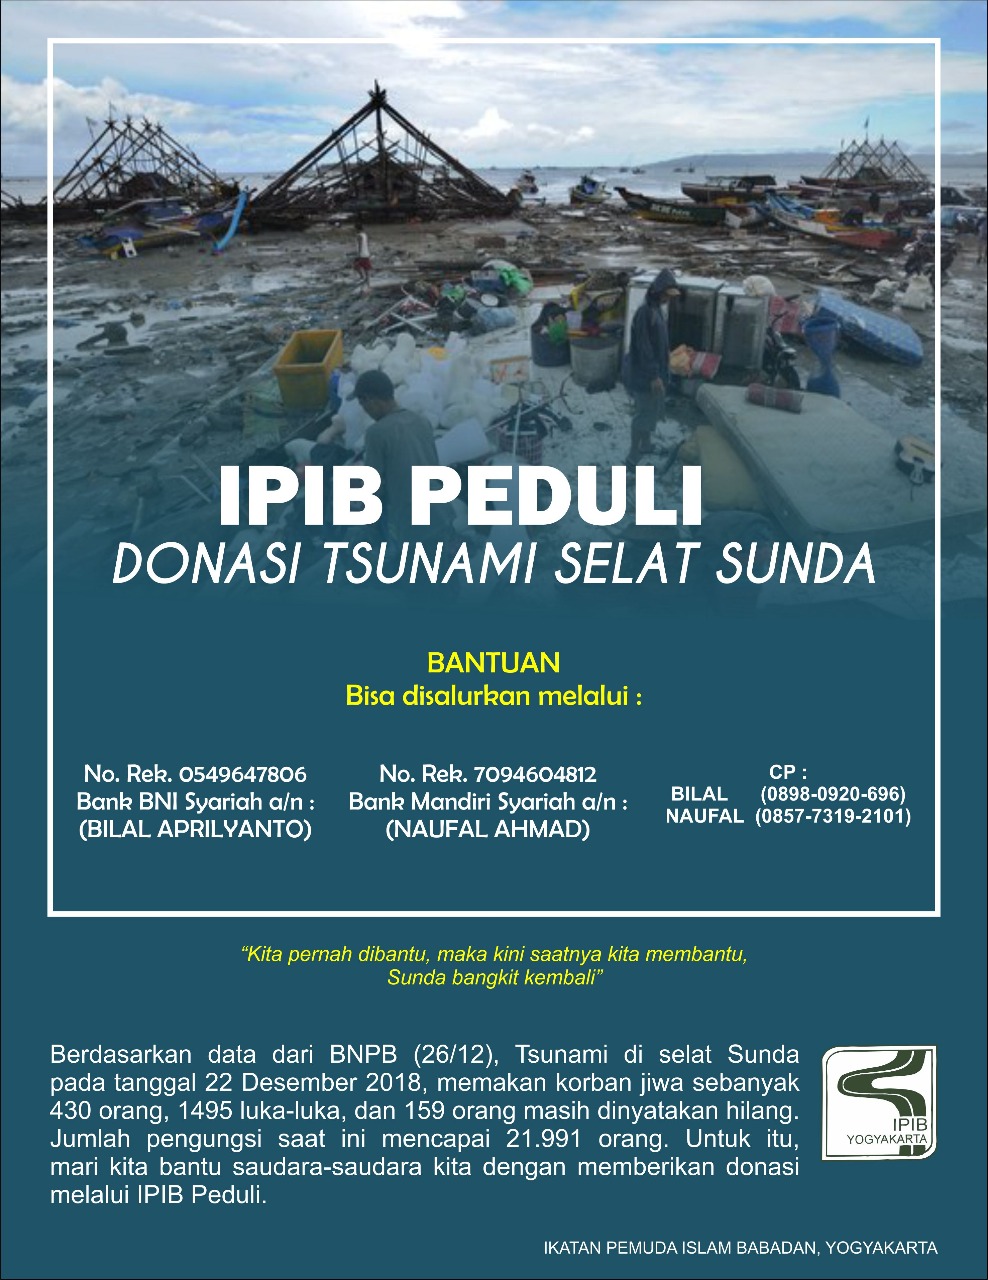 IPIB PEDULI
DONASI TSUNAMI SELAT SUNDA
BANTUAN
Bisa disalurkan melalui :
No. Rek. 0549647806
Bank BNI Syariah a/n :
(BILAL APRILYANTO)
No. Rek. 7094604812
Bank Mandiri Syariah a/n :
(NAUFAL AHMAD)
CP :
BILAL (0898-0920-696)
NAUFAL (0857-7319-2101)
“Kita pernah dibantu, maka kini saatnya kita membantu,
Sunda bangkit kembali”
Berdasarkan data dari BNPB (26/12), Tsunami di selat Sunda
pada tanggal 22 Desember 2018, memakan korban jiwa sebanyak
430 orang, 1495 luka-luka, dan 159 orang masih dinyatakan hilang.
Jumlah pengungsi saat ini mencapai 21.991 orang. Untuk itu,
mari kita bantu saudara-saudara kita dengan memberikan donasi
melalui IPIB Peduli.
IPIB
YOGYAKARTA
IKATAN PEMUDA ISLAM BABADAN, YOGYAKARTA